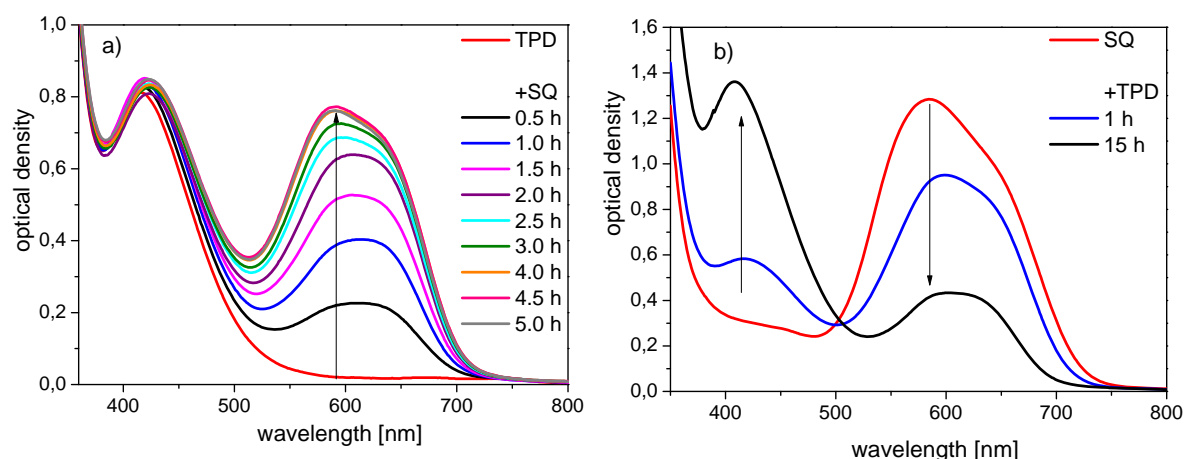 a)
TPD
+SQ
0.5 h
1.0 h
1.5 h
2.0 h
2.5 h
3.0 h
4.0 h
4.5 h
5.0 h
1,0
0,8
0,6
0,4
0,2
0,0
optical density
400 500 600 700 800
wavelength [nm]
b)
SQ
+TPD
1 h
15 h
1,6
1,4
1,2
1,0
0,8
0,6
0,4
0,2
0,0
optical density
400 500 600 700 800
wavelength [nm]